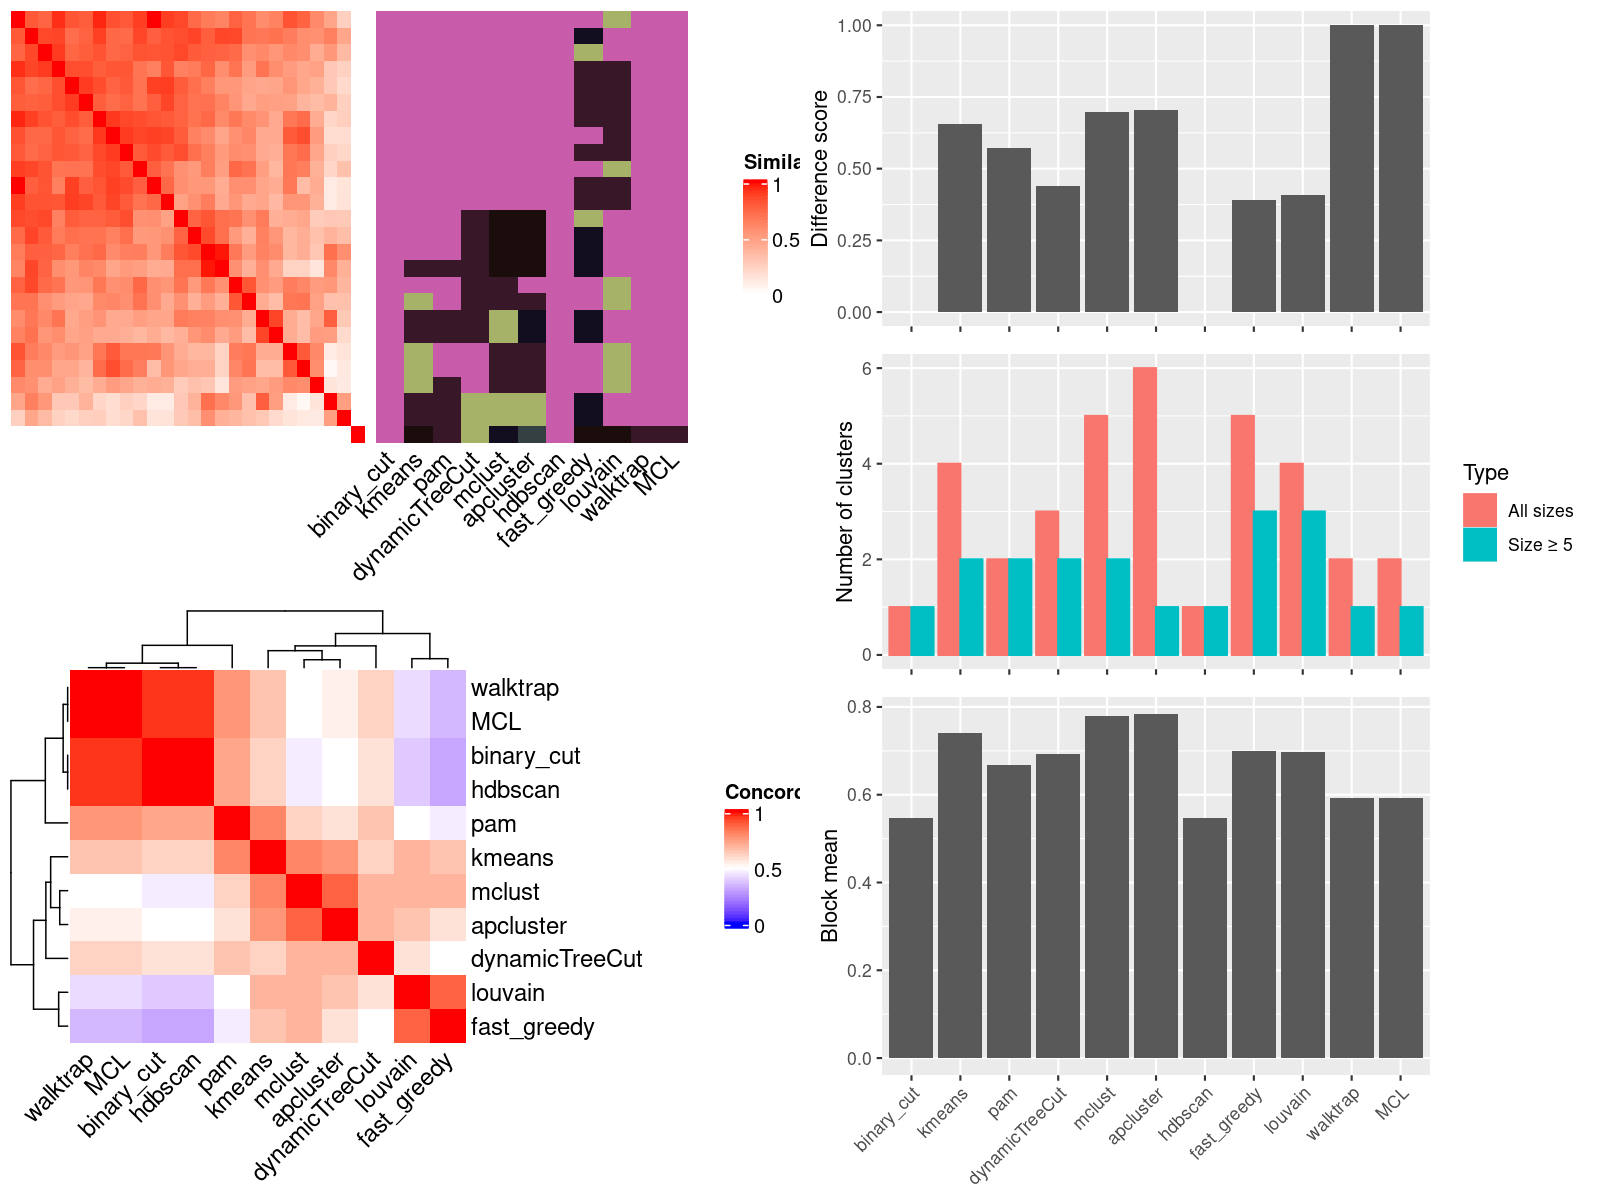 Simila
1
0.5
0
binary_cut
kmeans
pam
dynamicTreeCut
mclust
apcluster
hdbscan
fast_greedy
louvain
walktrap
MCL
walktrap
MCL
binary_cut
hdbscan
pam
kmeans
mclust
apcluster
dynamicTreeCut
louvain
fast_greedy
Concord
1
0.5
0
walktrap
MCL
binary_cut
hdbscan
pam
kmeans
mclust
apcluster
dynamicTreeCut
louvain
fast_greedy
Difference score
1.00
0.75
0.50
0.25
0.00
Number of clusters
6
4
2
0
Type
All sizes
Size ≥ 5
Block mean
0.8
0.6
0.4
0.2
0.0
binary_cut
kmeans
pam
dynamicTreeCut
mclust
apcluster
hdbscan
fast_greedy
louvain
walktrap
MCL